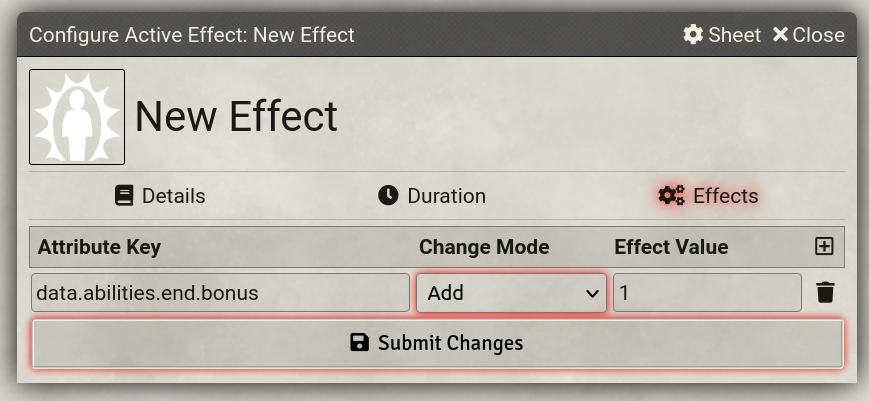 Configure Active Effect: New Effect Sheet Close
New Effect
Details Duration Effects
Attribute Key Change Mode Effect Value
data.abilities.end.bonus Add 1
Submit Changes